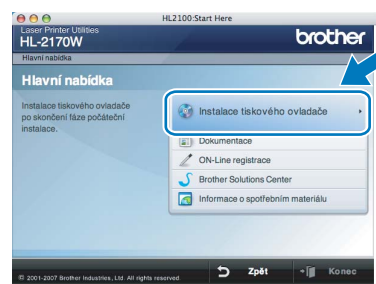 HL2100:Start Here
Laser Printer Utilities
HL-2170W
brother
Hlavní nabídka
Hlavní nabídka
Instalace tiskového ovladače
po skončení fáze počáteční
instalace.
Instalace tiskového ovladače
Dokumentace
ON-Line registrace
Brother Solutions Center
Informace o spotřebním materiálu
© 2001-2007 Brother Industries, Ltd. All rights reserved.
Zpět
Konec